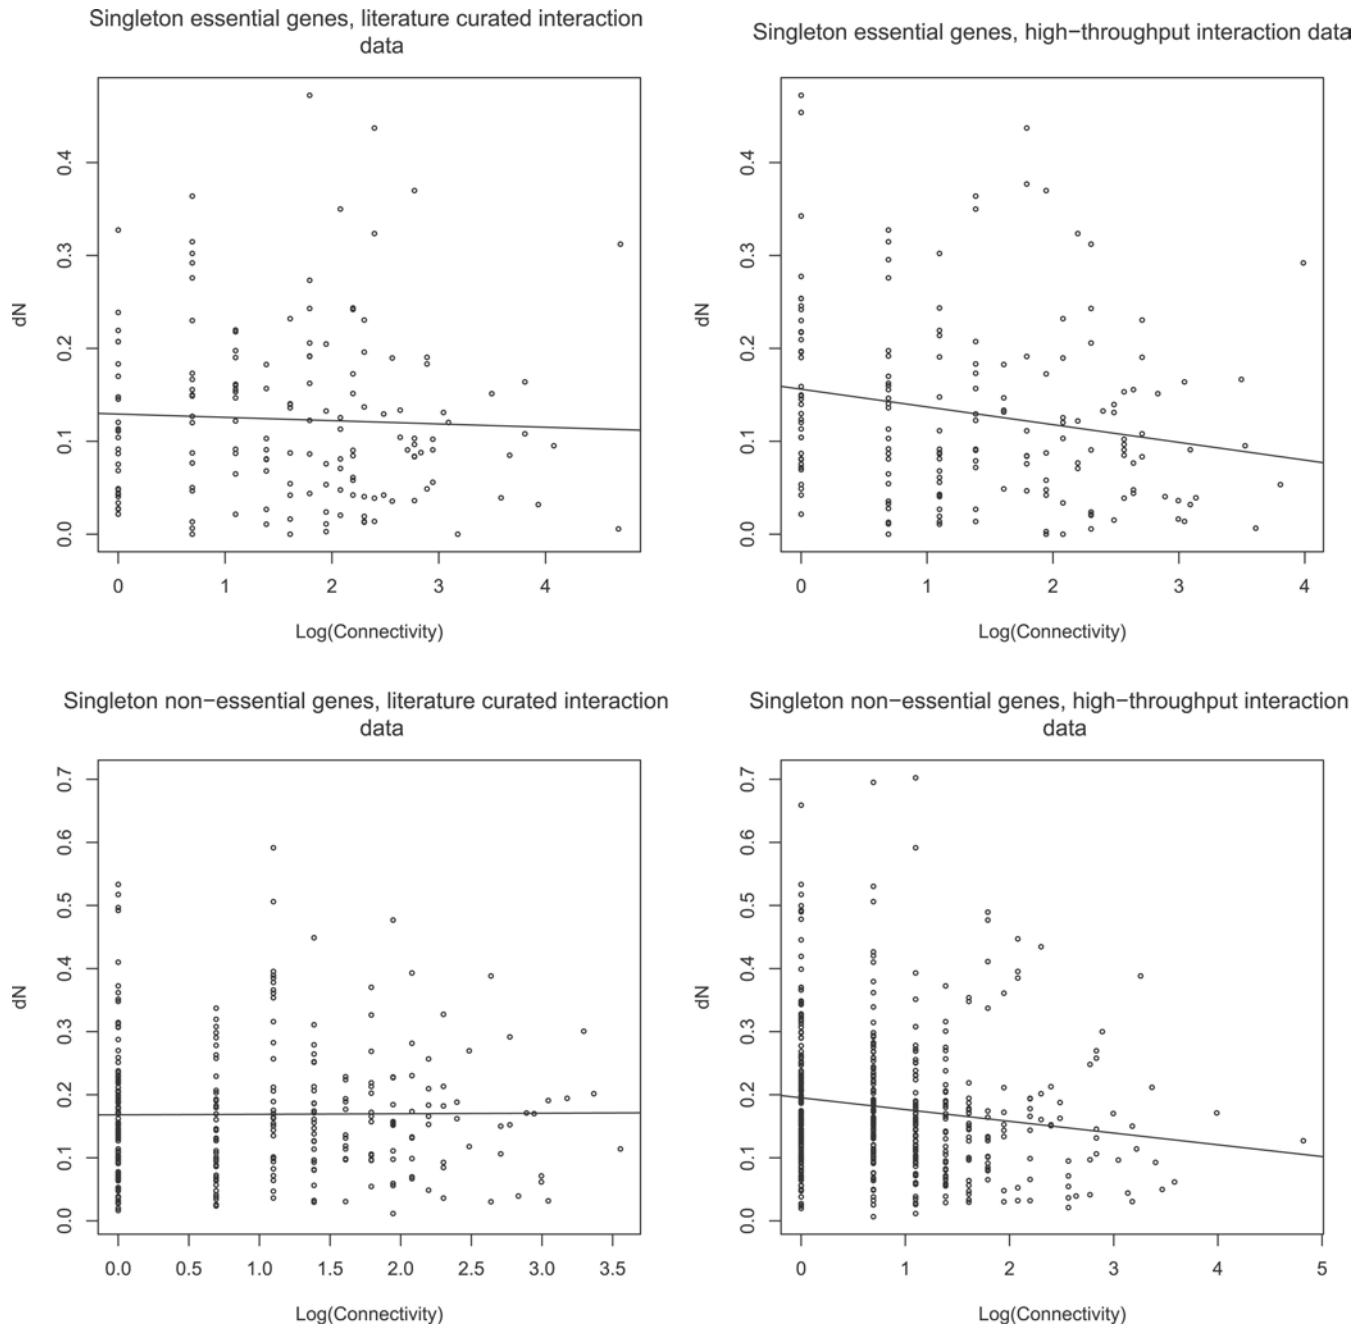 Singleton essential genes, literature curated interaction
data
dN
0.4
0.3
0.2
0.1
0.0
0 1 2 3 4
Log(Connectivity)
Singleton essential genes, high−throughput interaction data
dN
0.4
0.3
0.2
0.1
0.0
0 1 2 3 4
Log(Connectivity)
Singleton non−essential genes, literature curated interaction
data
dN
0.7
0.6
0.5
0.4
0.3
0.2
0.1
0.0
0.0 0.5 1.0 1.5 2.0 2.5 3.0 3.5
Log(Connectivity)
Singleton non−essential genes, high−throughput interaction
data
dN
0.7
0.6
0.5
0.4
0.3
0.2
0.1
0.0
0 1 2 3 4 5
Log(Connectivity)